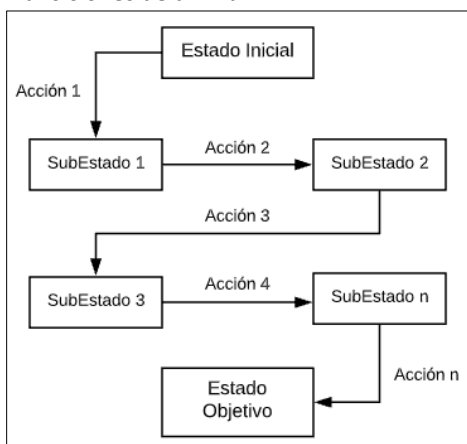 Estado Inicial
Acción 1
SubEstado 1
Acción 2
SubEstado 2
Acción 3
SubEstado 3
Acción 4
SubEstado n
Acción n
Estado
Objetivo